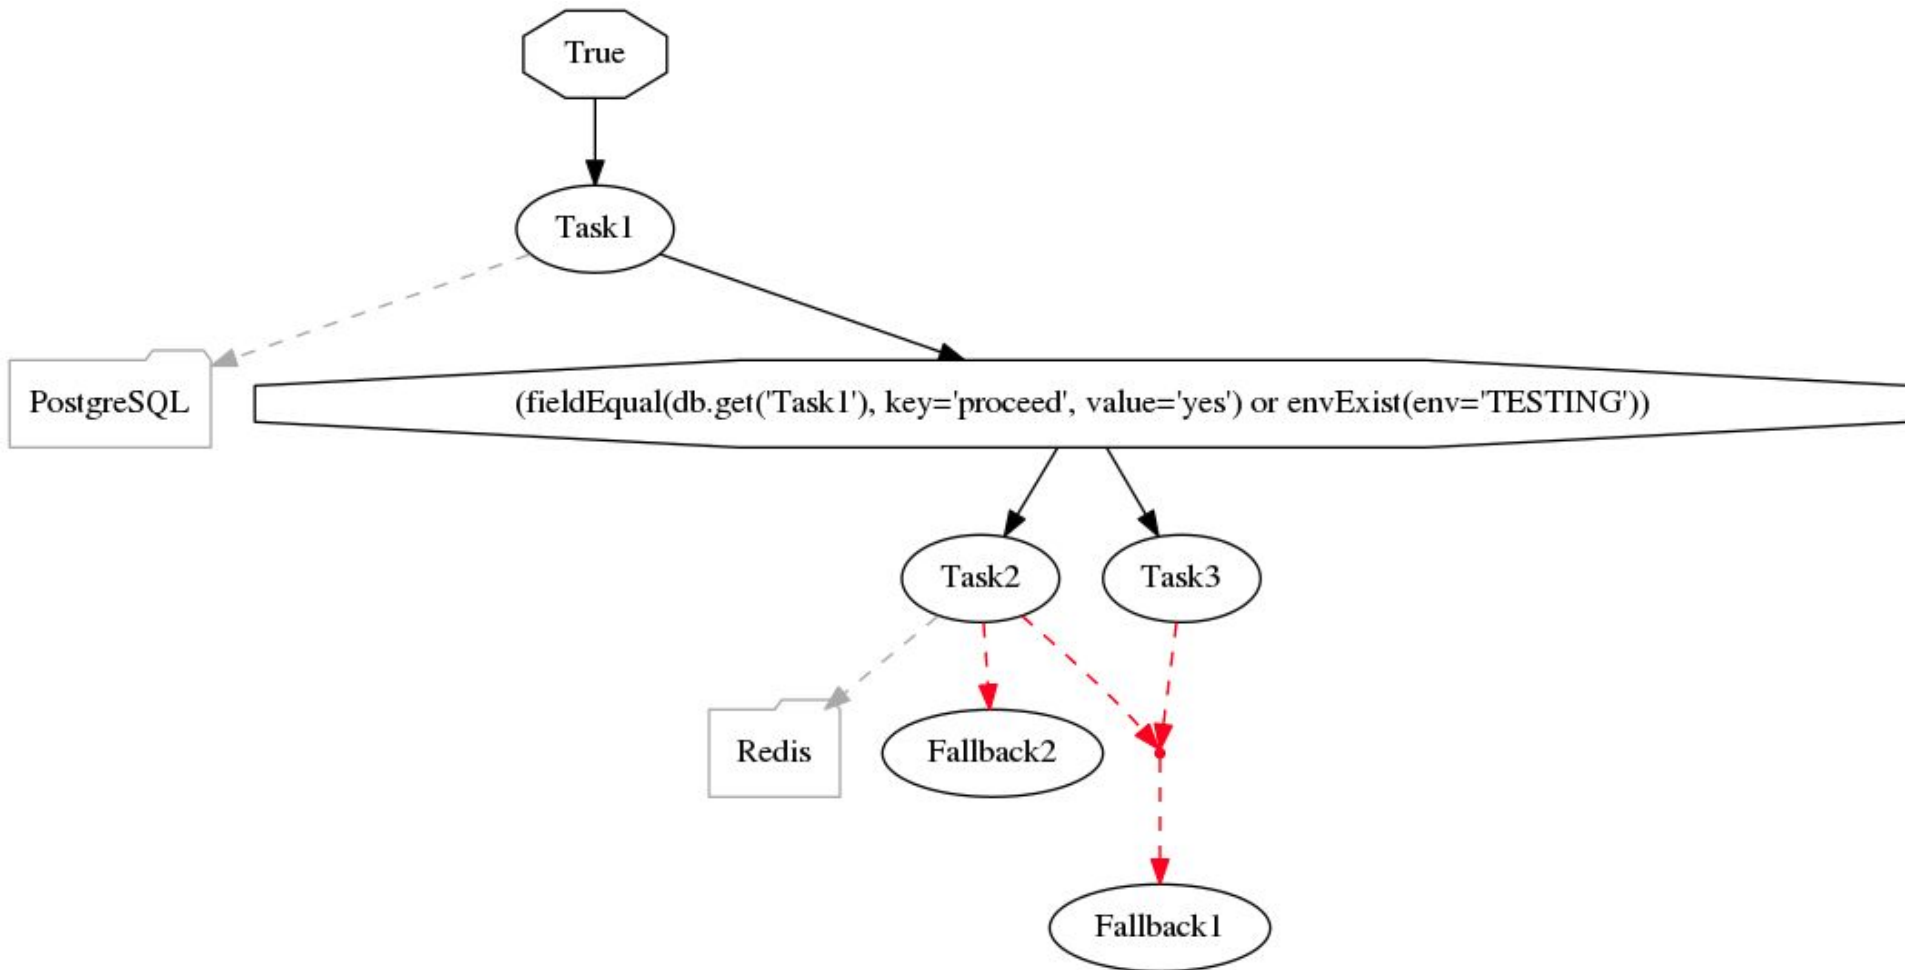 True
Task1
PostgreSQL
(fieldEqual(db.get('Task1'), key='proceed', value='yes') or envExist(env='TESTING'))
Task2
Task3
Redis
Fallback2
Fallback1